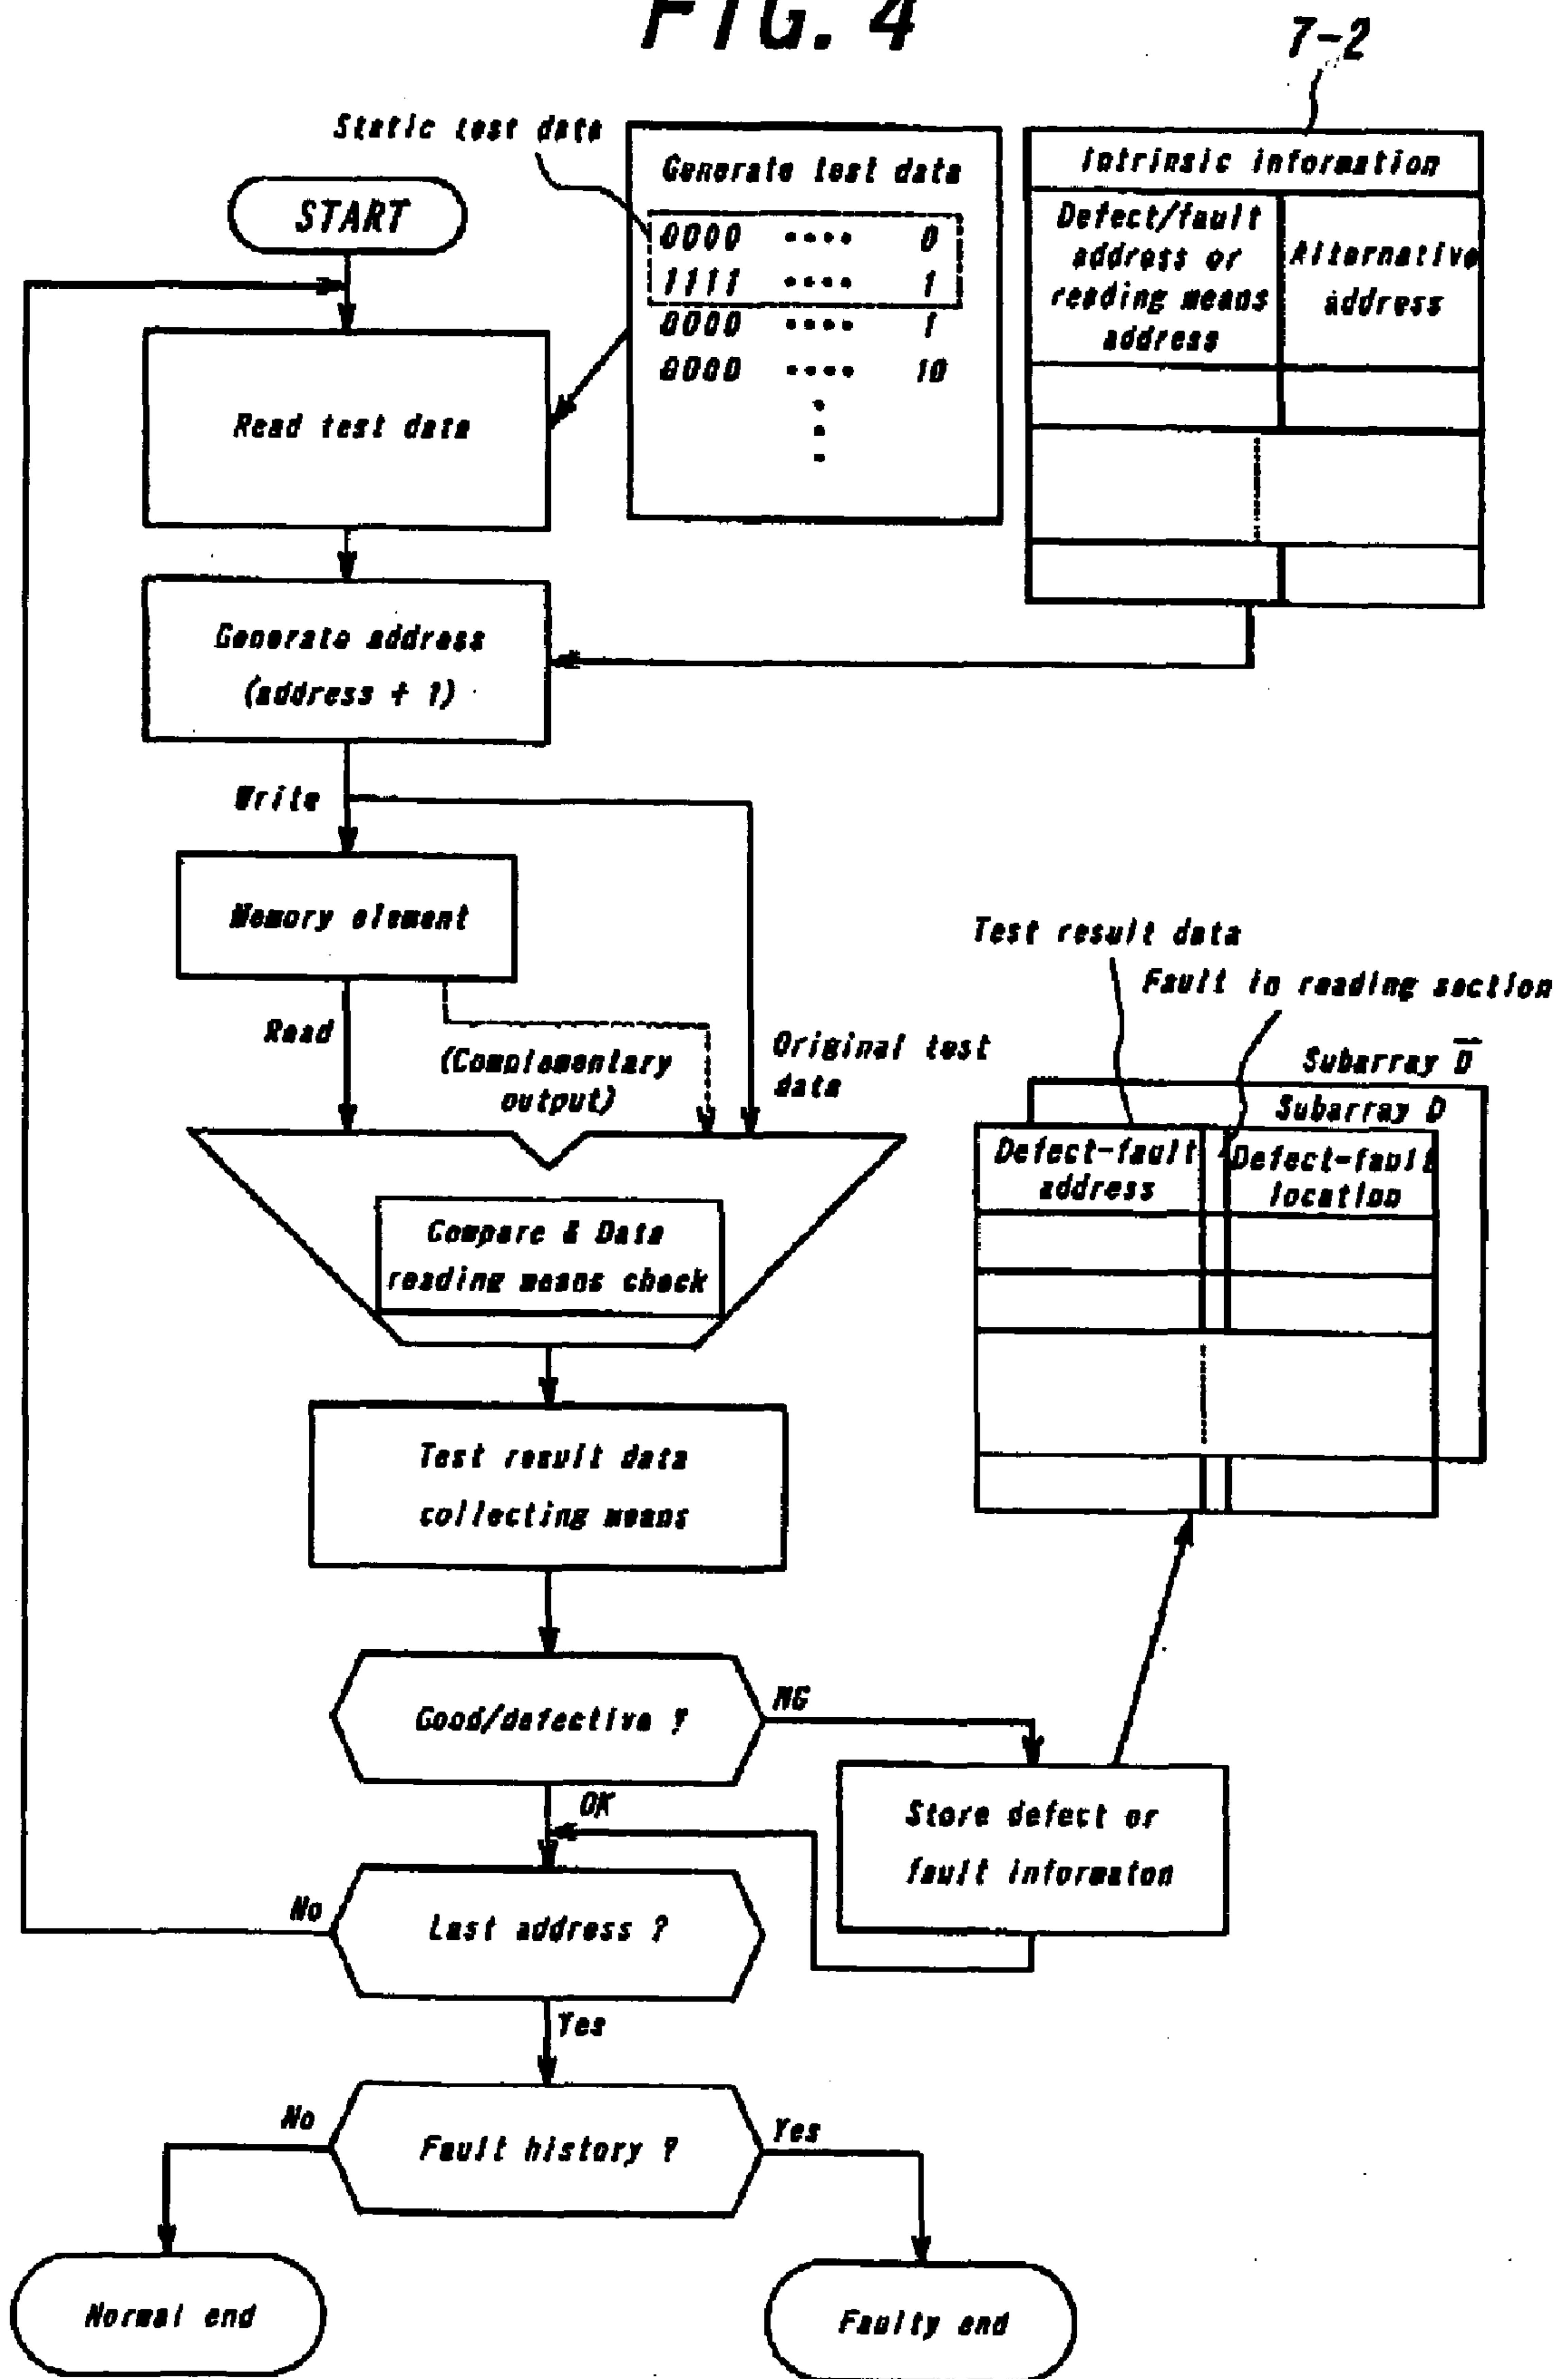 FIG. 4
7-2
Static test data
Generate test data
0000 .... 0
1111 .... 1
0000 .... 1
0000 .... 10
Intrinsic information
Defect/fault
address or
reading means
address
Alternative
address
START
Read test data
Generate address
(address + 1)
Write
Memory element
Read
(Complementary
output)
Original test
data
Test result data
Fault in reading section
Subarray D̅
Subarray D
Defect-fault
address
Defect-fault
location
Compare & Data
reading means check
Test result data
collecting means
Good/defective ?
NG
OK
Store defect or
fault informaton
Last address ?
No
Yes
Fault history ?
No
Yes
Normal end
Faulty end